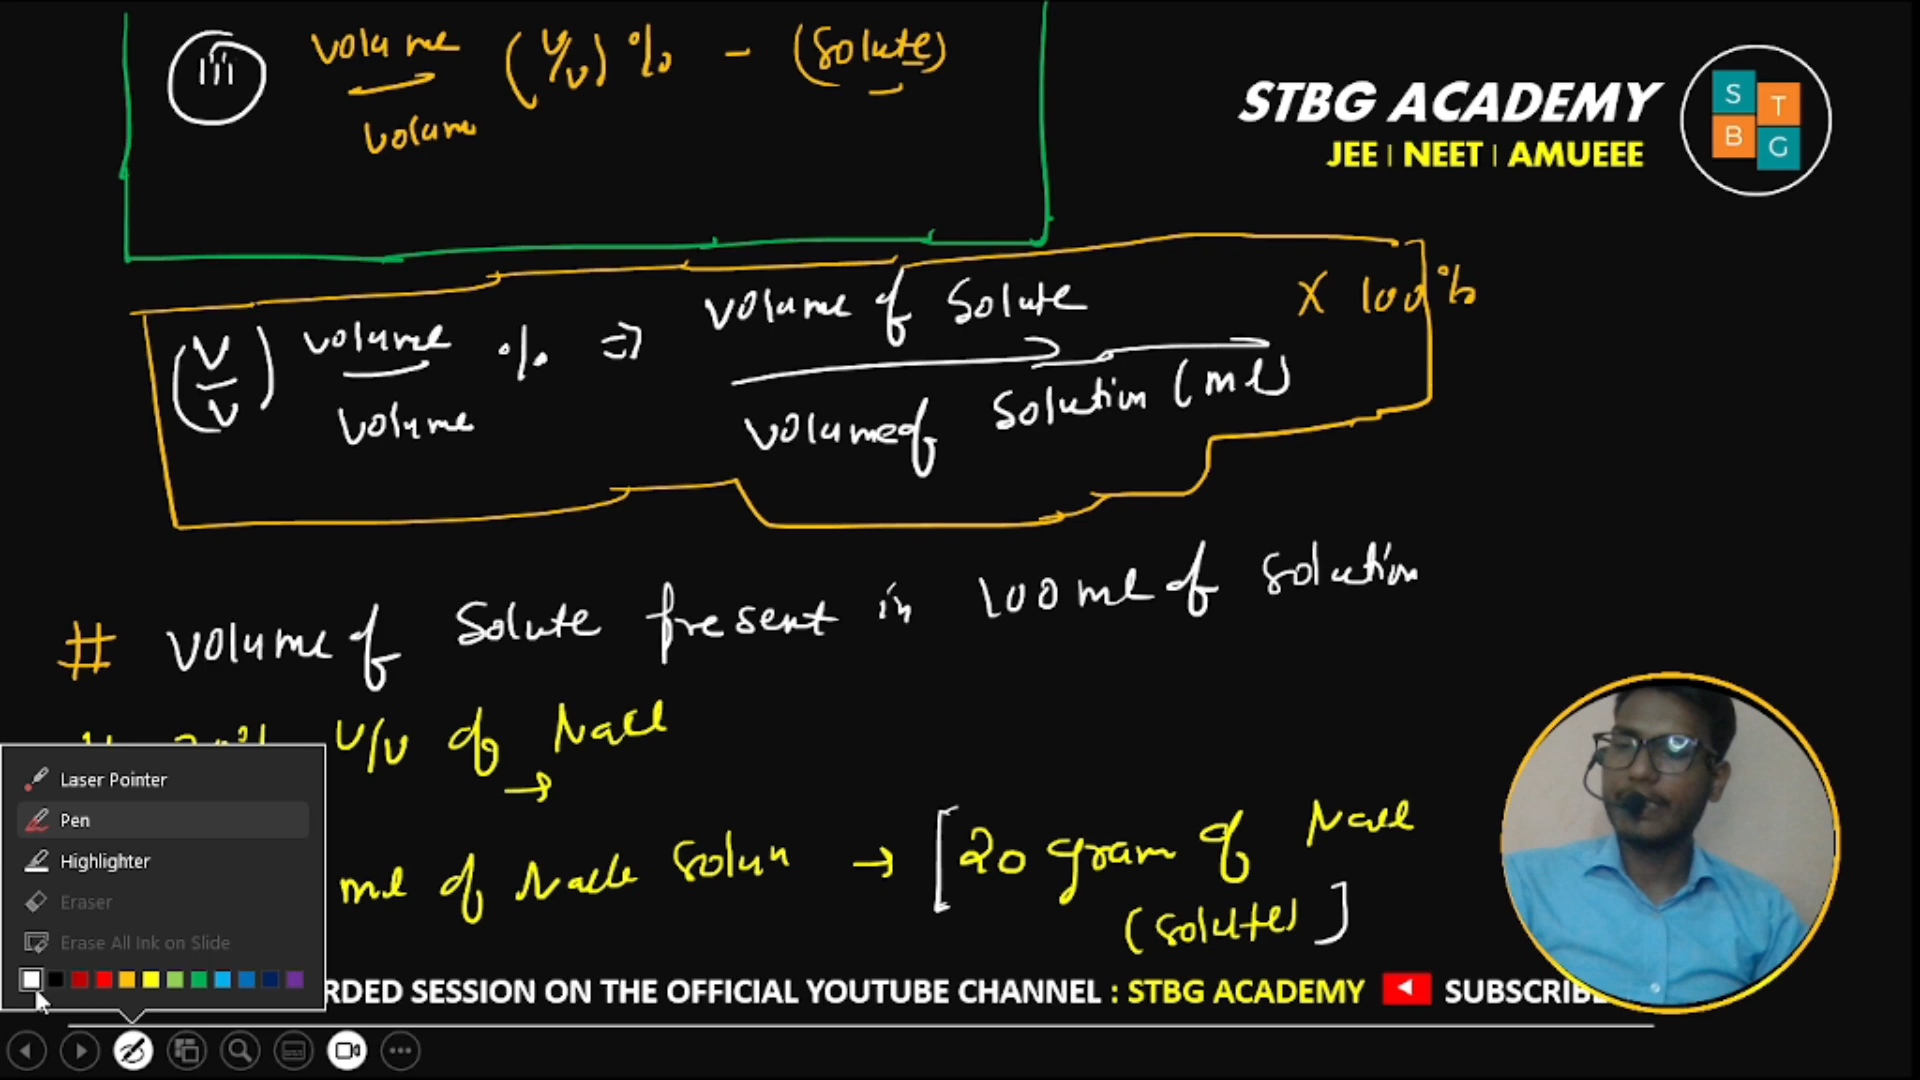 iii volume (V/V) % - (Solute)
volume
STBG ACADEMY
JEE | NEET | AMUEEE
S T
B G
(V/V) volume % => volume of Solute X 100%
volume volume of Solution (ml)
# volume of Solute present in 100 ml of solution
V/V of Nacl
Laser Pointer
Pen
Highlighter
Eraser
Erase All Ink on Slide
ml of Nacl Solun → [20 gram of Nacl
(solute)]
RDED SESSION ON THE OFFICIAL YOUTUBE CHANNEL : STBG ACADEMY SUBSCRIBE